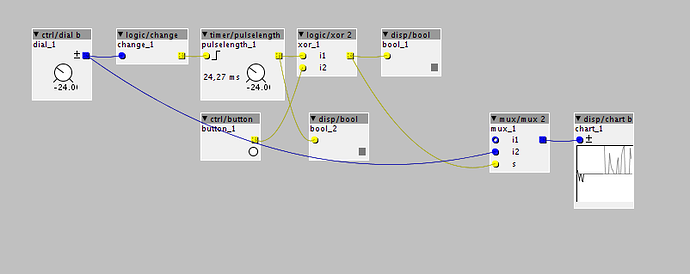 ctrl/dial b
dial_1
±
-24.00
logic/change
change_1
timer/pulselength
pulselength_1
24,27 ms
-24.00
logic/xor 2
xor_1
i1
i2
disp/bool
bool_1
ctrl/button
button_1
disp/bool
bool_2
mux/mux 2
mux_1
i1
i2
s
disp/chart b
chart_1
±